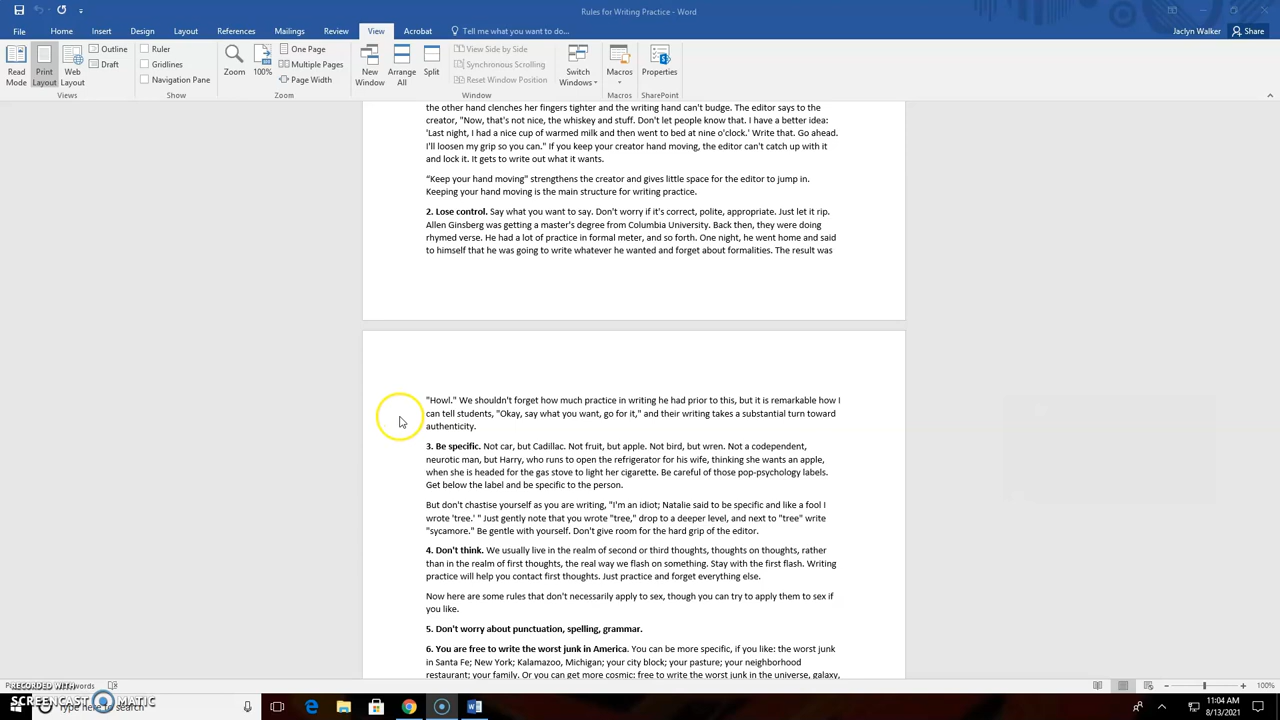 Rules for Writing Practice - Word
File Home Insert Design Layout References Mailings Review View Acrobat Tell me what you want to do... Jaclyn Walker Share
Read Mode
Print Layout
Web Layout
Outline
Draft
Views
Ruler
Gridlines
Navigation Pane
Show
Zoom
100%
One Page
Multiple Pages
Page Width
Zoom
New Window
Arrange All
Split
View Side by Side
Synchronous Scrolling
Reset Window Position
Window
Switch Windows
Macros
Macros
Properties
SharePoint
the other hand clenches her fingers tighter and the writing hand can't budge. The editor says to the
creator, "Now, that's not nice, the whiskey and stuff. Don't let people know that. I have a better idea:
'Last night, I had a nice cup of warmed milk and then went to bed at nine o'clock.' Write that. Go ahead.
I'll loosen my grip so you can." If you keep your creator hand moving, the editor can't catch up with it
and lock it. It gets to write out what it wants.
“Keep your hand moving" strengthens the creator and gives little space for the editor to jump in.
Keeping your hand moving is the main structure for writing practice.
2. Lose control. Say what you want to say. Don't worry if it's correct, polite, appropriate. Just let it rip.
Allen Ginsberg was getting a master's degree from Columbia University. Back then, they were doing
rhymed verse. He had a lot of practice in formal meter, and so forth. One night, he went home and said
to himself that he was going to write whatever he wanted and forget about formalities. The result was
"Howl." We shouldn't forget how much practice in writing he had prior to this, but it is remarkable how I
can tell students, "Okay, say what you want, go for it," and their writing takes a substantial turn toward
authenticity.
3. Be specific. Not car, but Cadillac. Not fruit, but apple. Not bird, but wren. Not a codependent,
neurotic man, but Harry, who runs to open the refrigerator for his wife, thinking she wants an apple,
when she is headed for the gas stove to light her cigarette. Be careful of those pop-psychology labels.
Get below the label and be specific to the person.
But don't chastise yourself as you are writing, "I'm an idiot; Natalie said to be specific and like a fool I
wrote 'tree.' " Just gently note that you wrote "tree," drop to a deeper level, and next to "tree" write
"sycamore." Be gentle with yourself. Don't give room for the hard grip of the editor.
4. Don't think. We usually live in the realm of second or third thoughts, thoughts on thoughts, rather
than in the realm of first thoughts, the real way we flash on something. Stay with the first flash. Writing
practice will help you contact first thoughts. Just practice and forget everything else.
Now here are some rules that don't necessarily apply to sex, though you can try to apply them to sex if
you like.
5. Don't worry about punctuation, spelling, grammar.
6. You are free to write the worst junk in America. You can be more specific, if you like: the worst junk
in Santa Fe; New York; Kalamazoo, Michigan; your city block; your pasture; your neighborhood
restaurant; your family. Or you can get more cosmic: free to write the worst junk in the universe, galaxy,
words
100%
RECORDED WITH
SCREENCAST MATIC
Type here to search
11:04 AM
8/13/2021